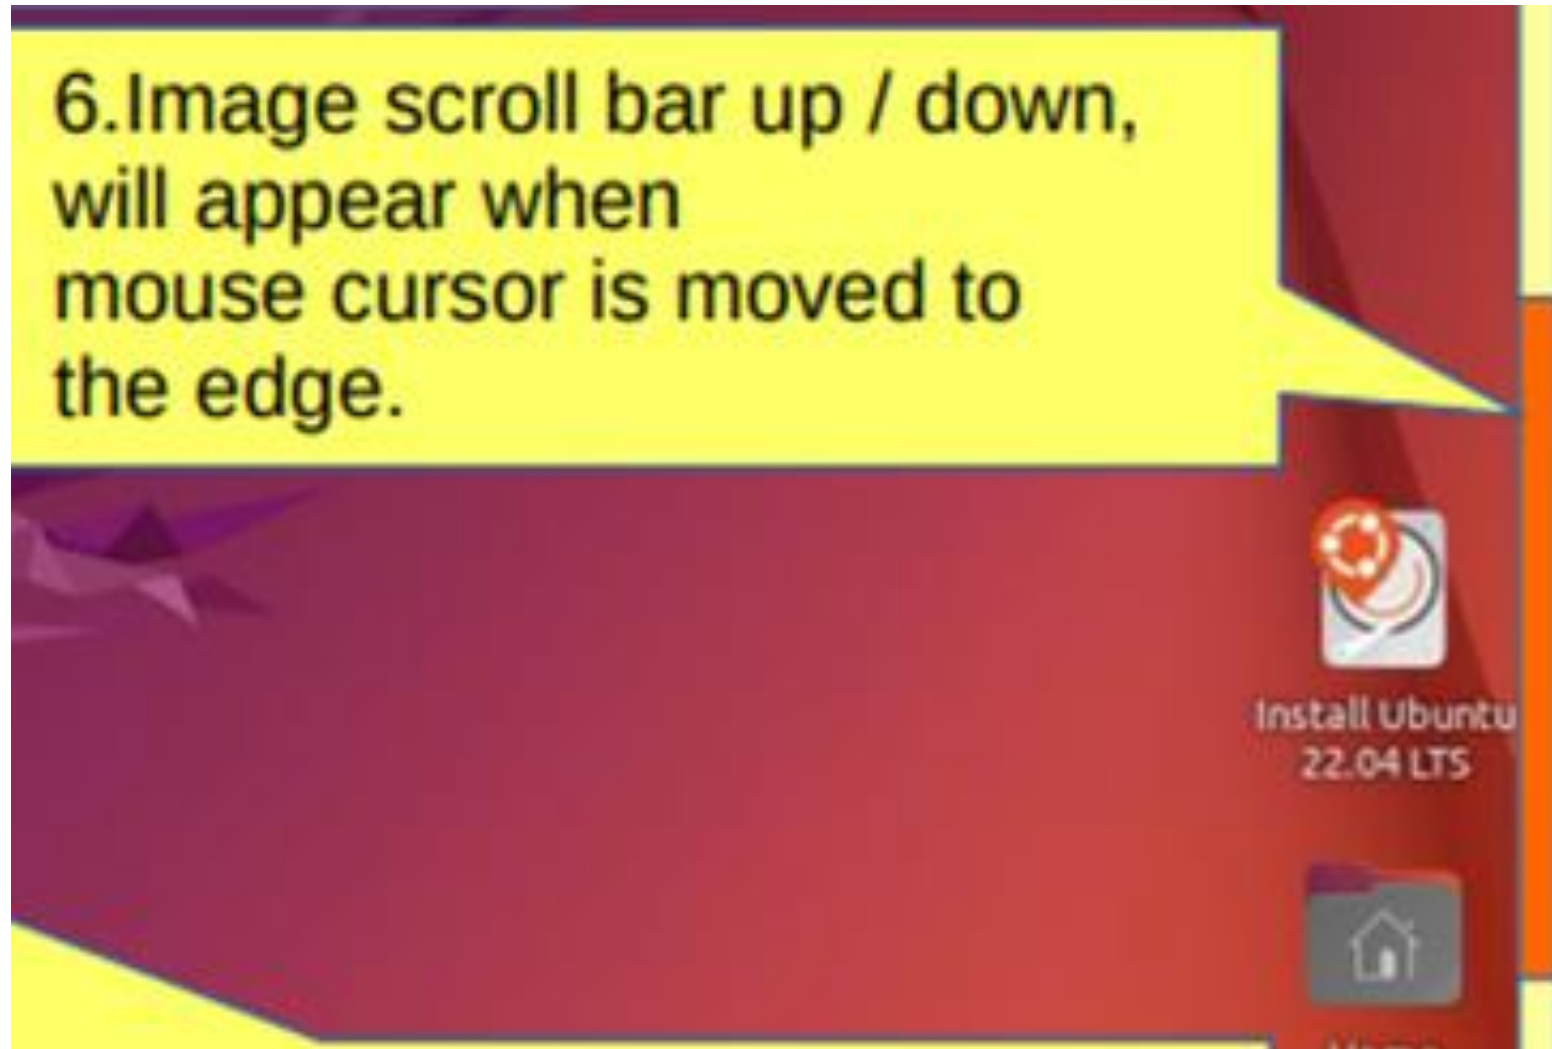 6.Image scroll bar up / down,
will appear when
mouse cursor is moved to
the edge.
Install Ubuntu
22.04 LTS